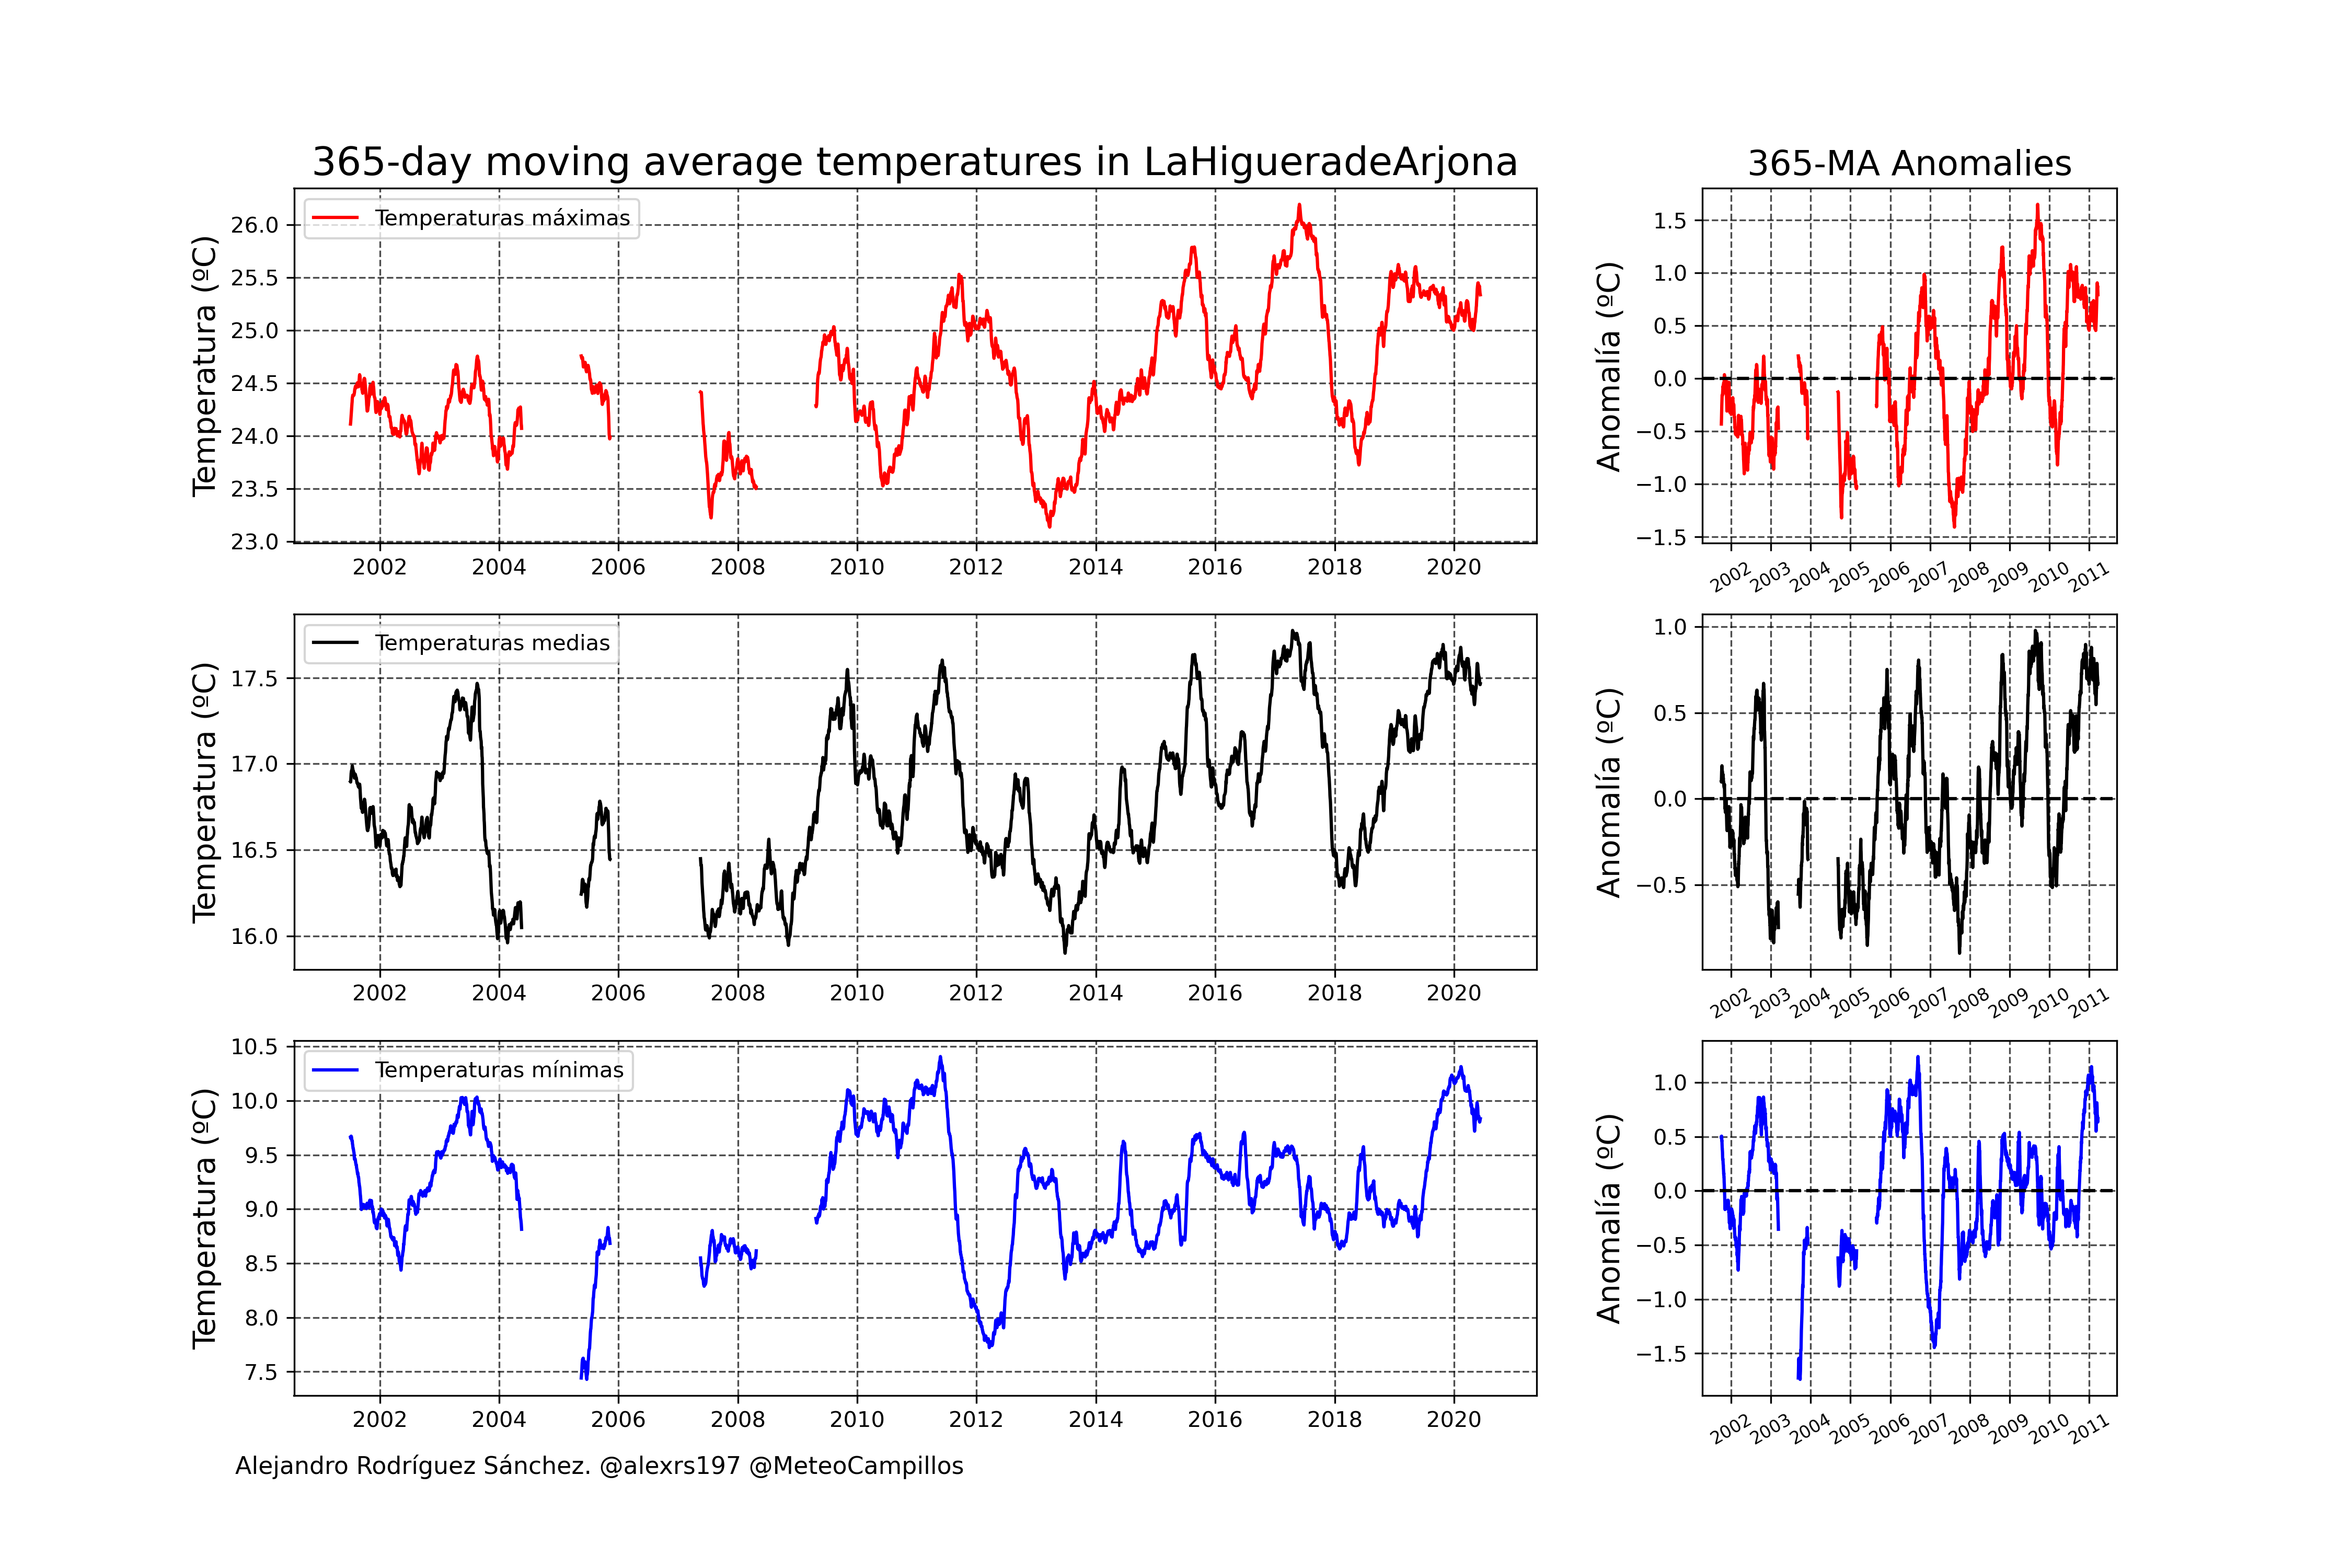 365-day moving average temperatures in LaHigueradeArjona
365-MA Anomalies
Temperatura (ºC)
26.0
25.5
25.0
24.5
24.0
23.5
23.0
Temperaturas máximas
2002 2004 2006 2008 2010 2012 2014 2016 2018 2020
Anomalía (ºC)
1.5
1.0
0.5
0.0
−0.5
−1.0
−1.5
2002 2003 2004 2005 2006 2007 2008 2009 2010 2011
Temperatura (ºC)
17.5
17.0
16.5
16.0
Temperaturas medias
2002 2004 2006 2008 2010 2012 2014 2016 2018 2020
Anomalía (ºC)
1.0
0.5
0.0
−0.5
2002 2003 2004 2005 2006 2007 2008 2009 2010 2011
Temperatura (ºC)
10.5
10.0
9.5
9.0
8.5
8.0
7.5
Temperaturas mínimas
2002 2004 2006 2008 2010 2012 2014 2016 2018 2020
Anomalía (ºC)
1.0
0.5
0.0
−0.5
−1.0
−1.5
2002 2003 2004 2005 2006 2007 2008 2009 2010 2011
Alejandro Rodríguez Sánchez. @alexrs197 @MeteoCampillos